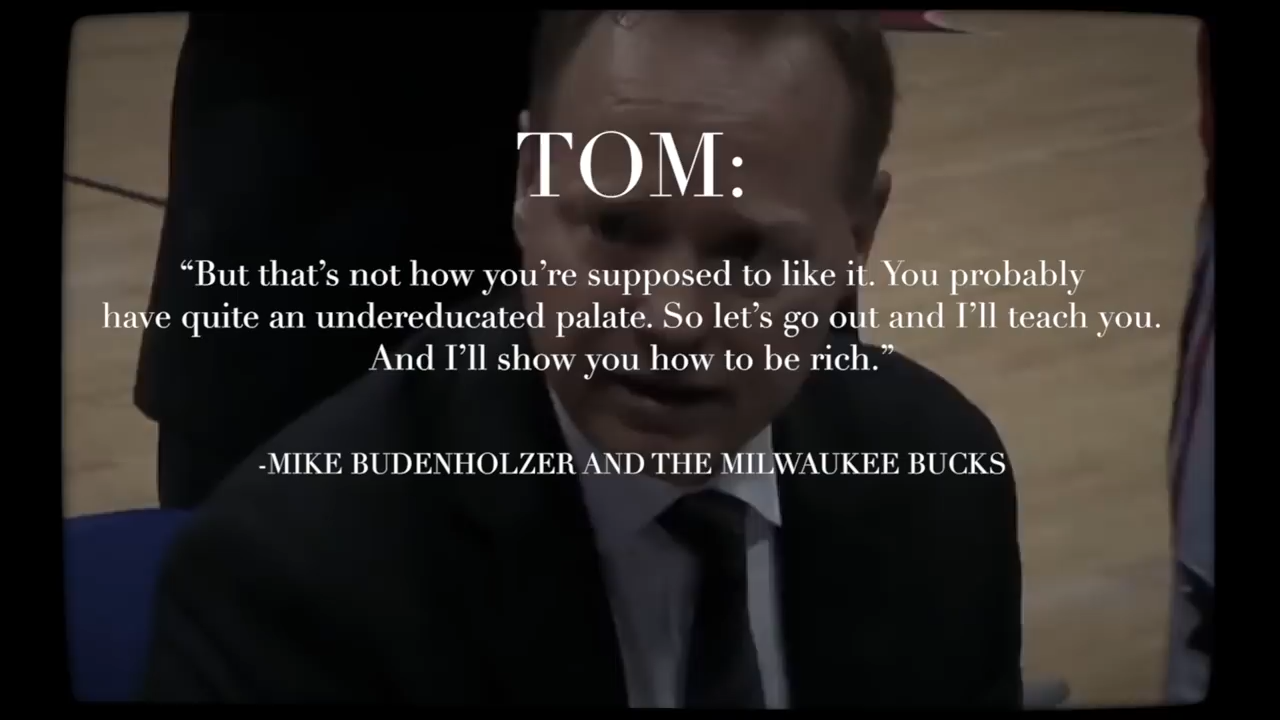 TOM:
“But that’s not how you’re supposed to like it. You probably
have quite an undereducated palate. So let’s go out and I’ll teach you.
And I’ll show you how to be rich.”
-MIKE BUDENHOLZER AND THE MILWAUKEE BUCKS